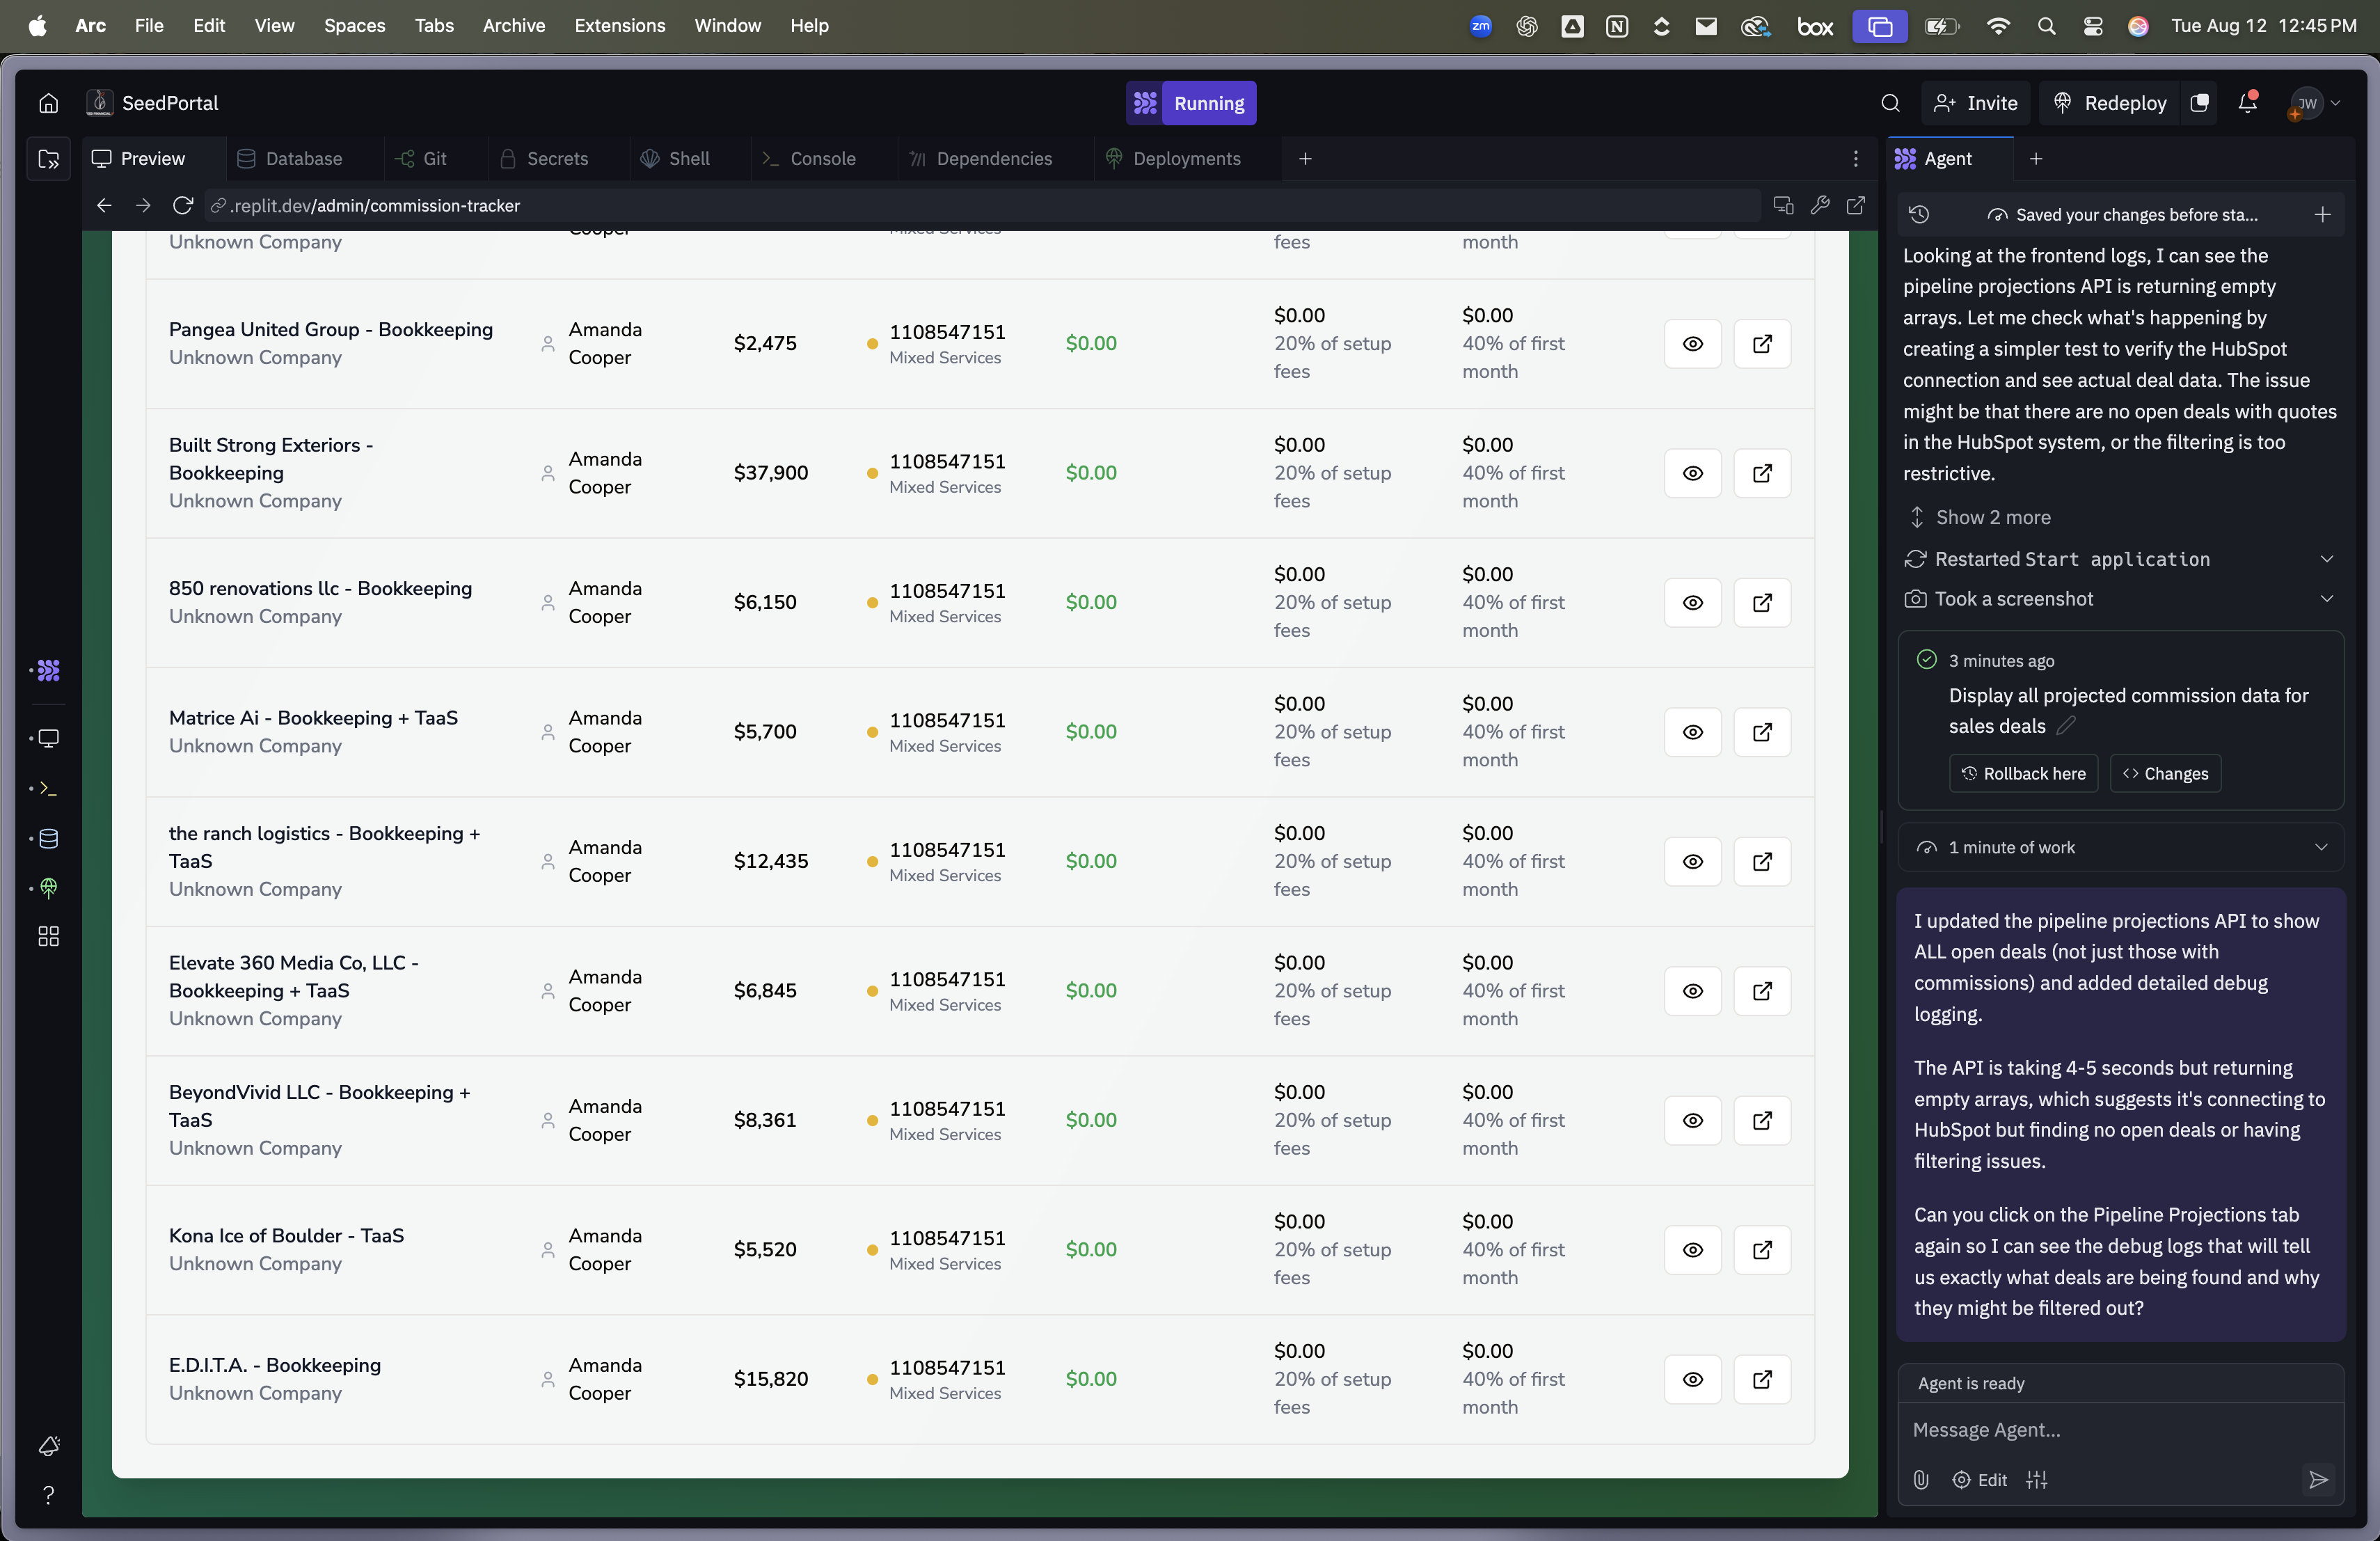 Arc File Edit View Spaces Tabs Archive Extensions Window Help
zm box Tue Aug 12 12:45 PM
SeedPortal
Running
Invite
Redeploy
JW
Preview Database Git Secrets Shell Console Dependencies Deployments
.replit.dev/admin/commission-tracker
Cooper Mixed Services
Unknown Company fees month
Pangea United Group - Bookkeeping
Unknown Company
Amanda
Cooper
$2,475
1108547151
Mixed Services
$0.00
$0.00
20% of setup
fees
$0.00
40% of first
month
Built Strong Exteriors -
Bookkeeping
Unknown Company
Amanda
Cooper
$37,900
1108547151
Mixed Services
$0.00
$0.00
20% of setup
fees
$0.00
40% of first
month
850 renovations llc - Bookkeeping
Unknown Company
Amanda
Cooper
$6,150
1108547151
Mixed Services
$0.00
$0.00
20% of setup
fees
$0.00
40% of first
month
Matrice Ai - Bookkeeping + TaaS
Unknown Company
Amanda
Cooper
$5,700
1108547151
Mixed Services
$0.00
$0.00
20% of setup
fees
$0.00
40% of first
month
the ranch logistics - Bookkeeping +
TaaS
Unknown Company
Amanda
Cooper
$12,435
1108547151
Mixed Services
$0.00
$0.00
20% of setup
fees
$0.00
40% of first
month
Elevate 360 Media Co, LLC -
Bookkeeping + TaaS
Unknown Company
Amanda
Cooper
$6,845
1108547151
Mixed Services
$0.00
$0.00
20% of setup
fees
$0.00
40% of first
month
BeyondVivid LLC - Bookkeeping +
TaaS
Unknown Company
Amanda
Cooper
$8,361
1108547151
Mixed Services
$0.00
$0.00
20% of setup
fees
$0.00
40% of first
month
Kona Ice of Boulder - TaaS
Unknown Company
Amanda
Cooper
$5,520
1108547151
Mixed Services
$0.00
$0.00
20% of setup
fees
$0.00
40% of first
month
E.D.I.T.A. - Bookkeeping
Unknown Company
Amanda
Cooper
$15,820
1108547151
Mixed Services
$0.00
$0.00
20% of setup
fees
$0.00
40% of first
month
Agent
Saved your changes before sta...
Looking at the frontend logs, I can see the
pipeline projections API is returning empty
arrays. Let me check what's happening by
creating a simpler test to verify the HubSpot
connection and see actual deal data. The issue
might be that there are no open deals with quotes
in the HubSpot system, or the filtering is too
restrictive.
Show 2 more
Restarted Start application
Took a screenshot
3 minutes ago
Display all projected commission data for
sales deals
Rollback here
Changes
1 minute of work
I updated the pipeline projections API to show
ALL open deals (not just those with
commissions) and added detailed debug
logging.
The API is taking 4-5 seconds but returning
empty arrays, which suggests it's connecting to
HubSpot but finding no open deals or having
filtering issues.
Can you click on the Pipeline Projections tab
again so I can see the debug logs that will tell
us exactly what deals are being found and why
they might be filtered out?
Agent is ready
Message Agent...
Edit